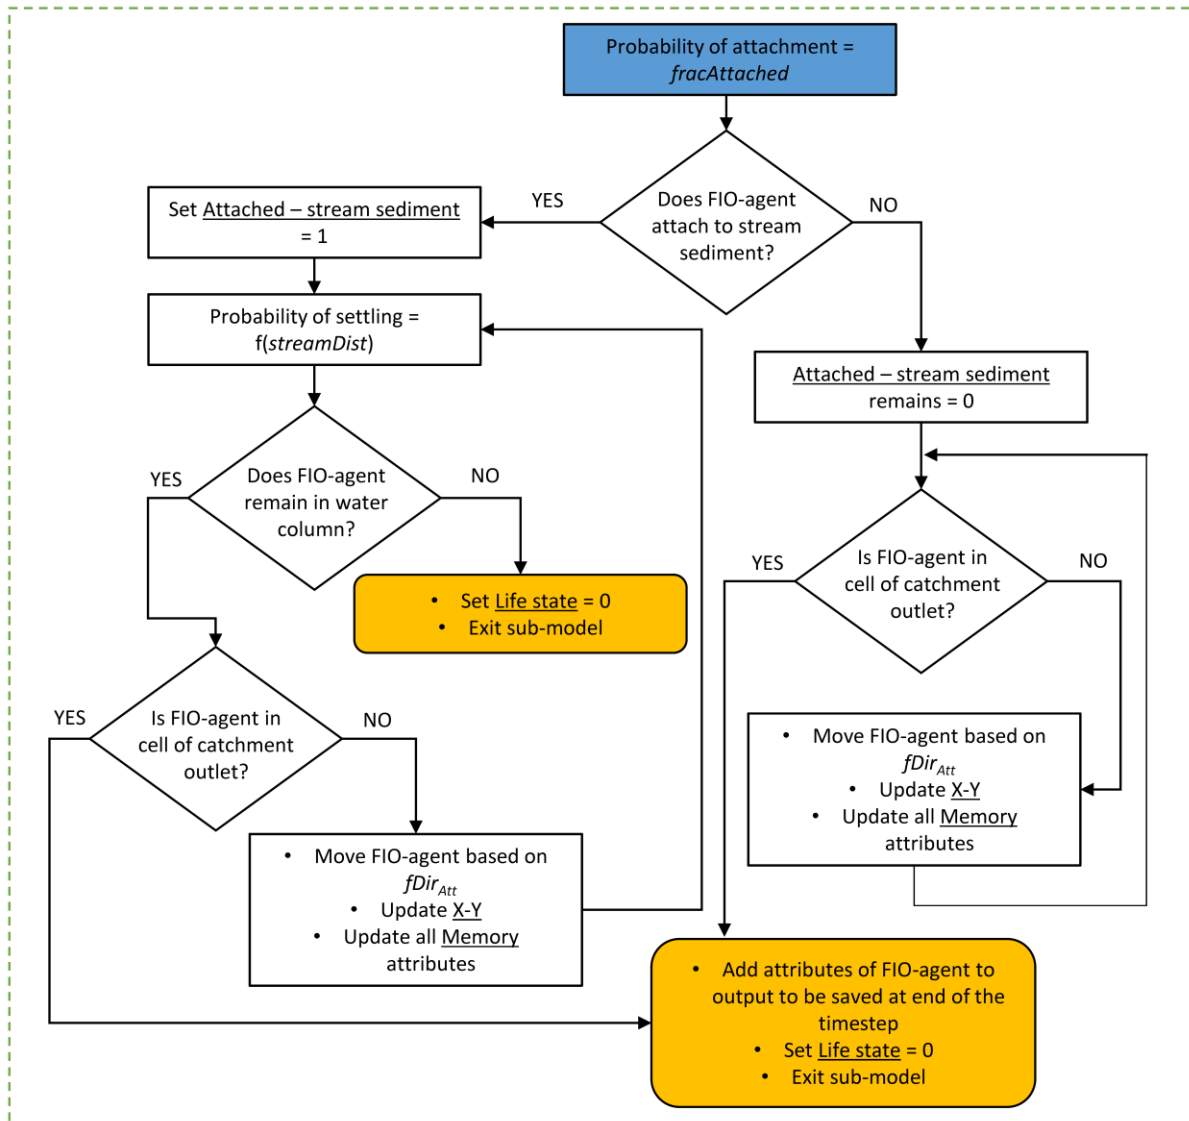 Probability of attachment =
fracAttached
Does FIO-agent
attach to stream
sediment?
YES
NO
Set Attached – stream sediment
= 1
Probability of settling =
f(streamDist)
Attached – stream sediment
remains = 0
Does FIO-agent
remain in water
column?
YES
NO
• Set Life state = 0
• Exit sub-model
Is FIO-agent in
cell of catchment
outlet?
YES
NO
Is FIO-agent in
cell of catchment
outlet?
YES
NO
• Move FIO-agent based on
fDirAtt
• Update X-Y
• Update all Memory
attributes
• Move FIO-agent based on
fDirAtt
• Update X-Y
• Update all Memory
attributes
• Add attributes of FIO-agent to
output to be saved at end of the
timestep
• Set Life state = 0
• Exit sub-model